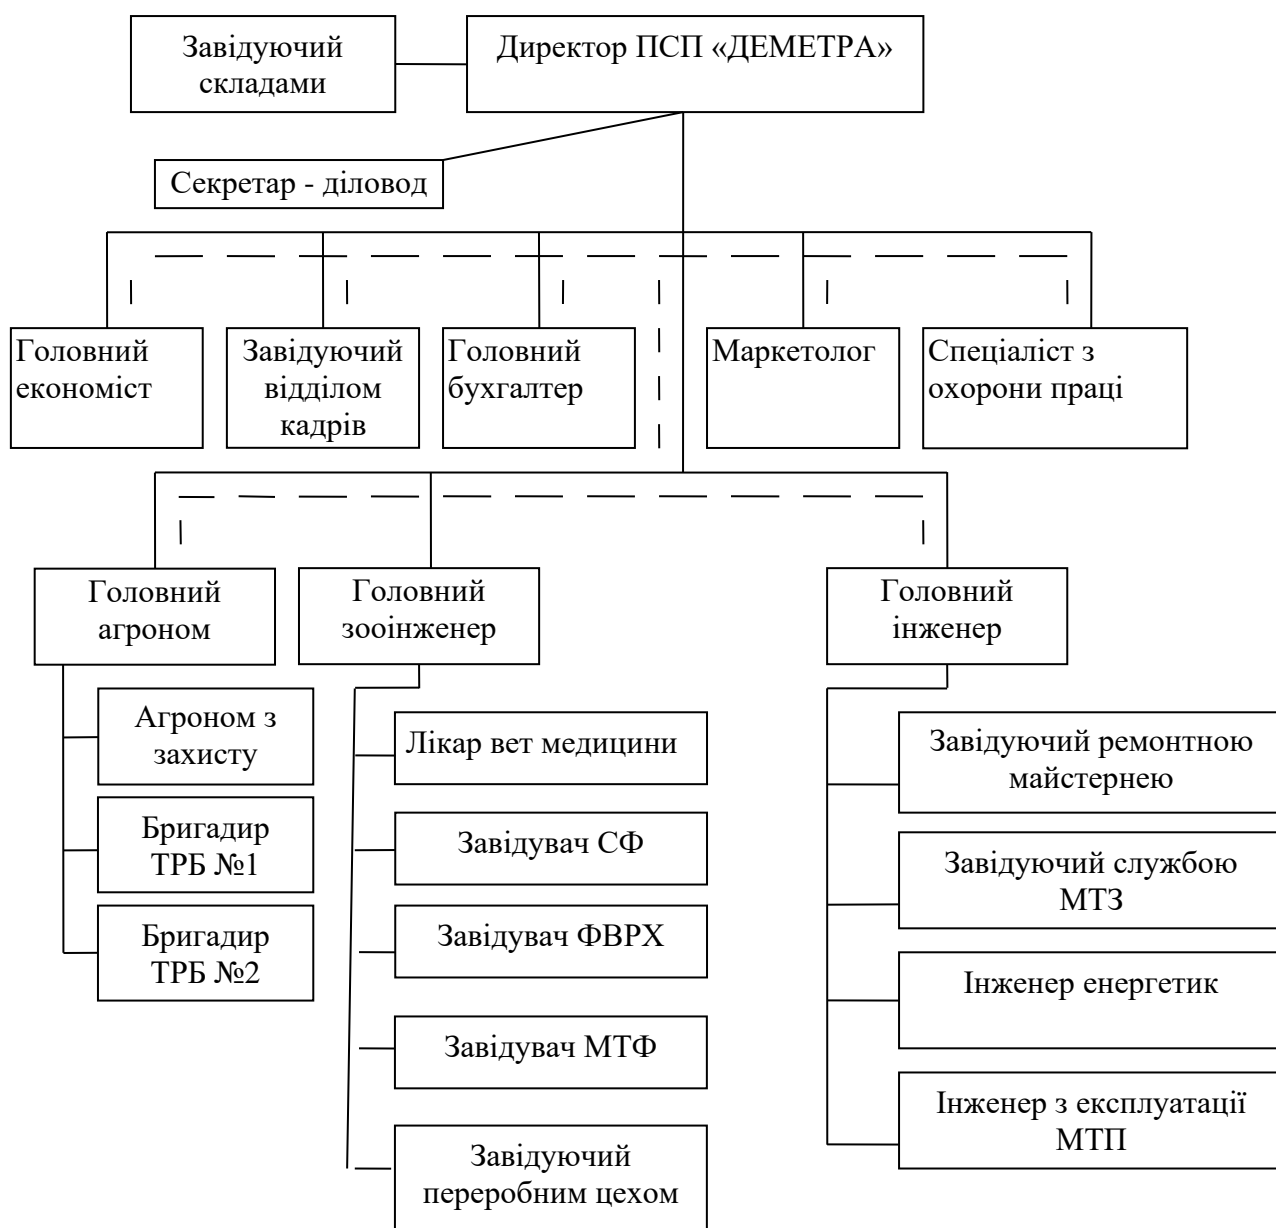 Завідуючий
складами
Директор ПСП «ДЕМЕТРА»
Секретар - діловод
Головний
економіст
Завідуючий
відділом
кадрів
Головний
бухгалтер
Маркетолог
Спеціаліст з
охорони праці
Головний
агроном
Головний
зооінженер
Головний
інженер
Агроном з
захисту
Бригадир
ТРБ №1
Бригадир
ТРБ №2
Лікар вет медицини
Завідувач СФ
Завідувач ФВРХ
Завідувач МТФ
Завідуючий
переробним цехом
Завідуючий ремонтною
майстернею
Завідуючий службою
МТЗ
Інженер енергетик
Інженер з експлуатації
МТП